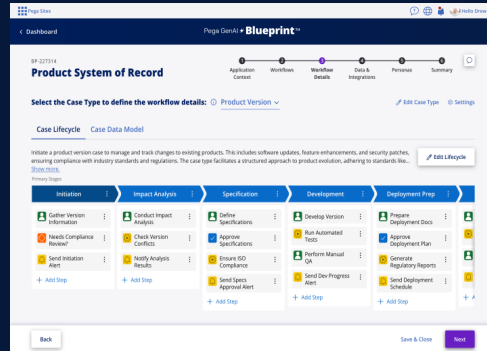 Pega Sites
Hello Drew
< Dashboard
Pega GenAI Blueprint™
BP-227314
Product System of Record
1 Application Context
2 Workflows
3 Workflow Details
4 Data & Integrations
5 Personas
6 Summary
Select the Case Type to define the workflow details: Product Version
Edit Case Type
Settings
Case Lifecycle
Case Data Model
Initiate a product version case to manage and track changes to existing products. This includes software updates, feature enhancements, and security patches,
ensuring compliance with industry standards and regulations. The case type facilitates a structured approach to product evolution, adhering to standards like...
Show more.
Edit Lifecycle
Primary Stages
Initiation
Gather Version
Information
Needs Compliance
Review?
Send Initiation
Alert
+ Add Step
Impact Analysis
Conduct Impact
Analysis
Check Version
Conflicts
Notify Analysis
Results
+ Add Step
Specification
Define
Specifications
Approve
Specifications
Ensure ISO
Compliance
Send Specs
Approval Alert
+ Add Step
Development
Develop Version
Run Automated
Tests
Perform Manual
QA
Send Dev Progress
Alert
+ Add Step
Deployment Prep
Prepare
Deployment Docs
Approve
Deployment Plan
Generate
Regulatory Reports
Send Deployment
Schedule
+ Add Step
+ A
Back
Save & Close
Next